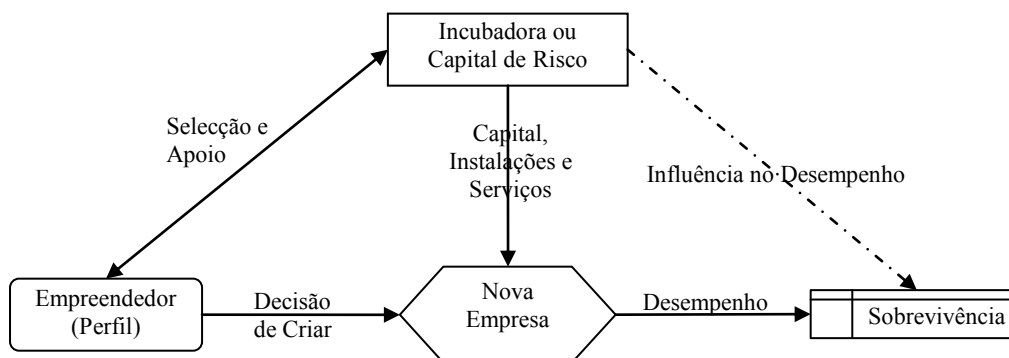 Incubadora ou
Capital de Risco
Selecção e
Apoio
Capital,
Instalações e
Serviços
Influência no Desempenho
Empreendedor
(Perfil)
Decisão
de Criar
Nova
Empresa
Desempenho
Sobrevivência